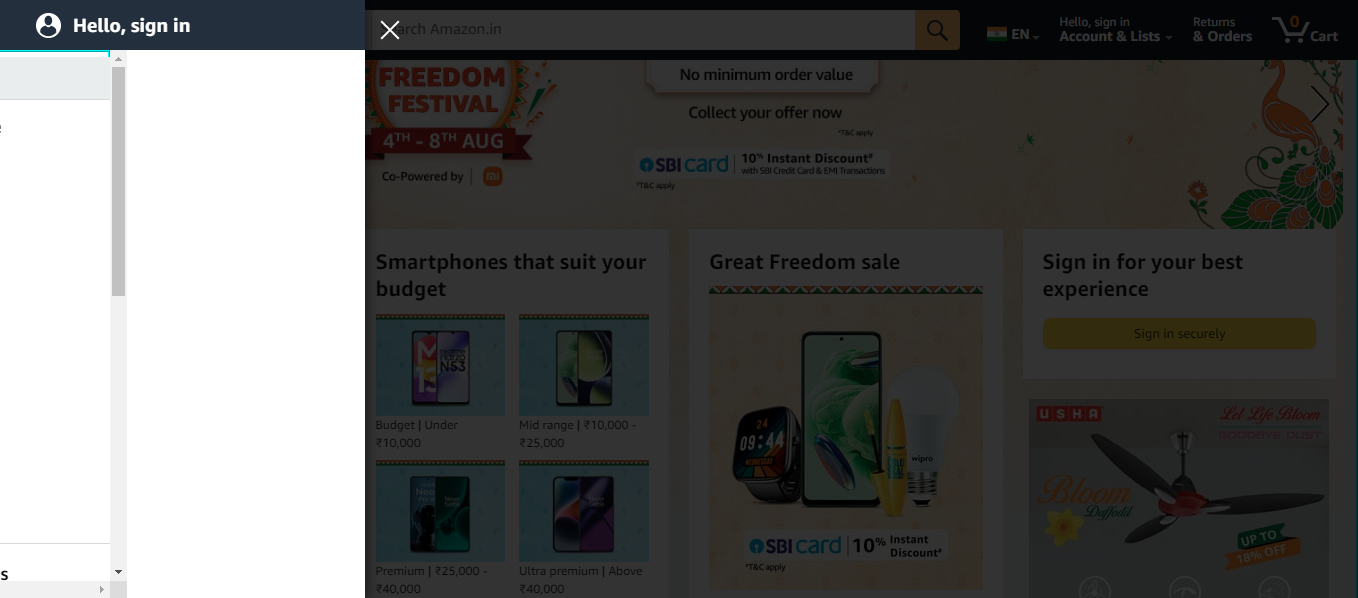 Hello, sign in
arch Amazon.in
EN
Hello, sign in
Account & Lists
Returns
& Orders
0
Cart
s
FREEDOM
FESTIVAL
4TH - 8TH AUG
Co-Powered by
mi
No minimum order value
Collect your offer now
*T&C apply
SBI card
10% Instant Discount#
with SBI Credit Card & EMI Transactions
*T&C apply
Smartphones that suit your
budget
Budget | Under
₹10,000
Mid range | ₹10,000 -
₹25,000
Premium | ₹25,000 -
₹40,000
Ultra premium | Above
₹40,000
Great Freedom sale
24
09:44
WEDNESDAY
wipro
SBI card
10% Instant
Discount#
*T&C apply
Sign in for your best
experience
Sign in securely
USHA
Let Life Bloom
GOODBYE DUST
Bloom
Daffodil
UP TO
18% OFF